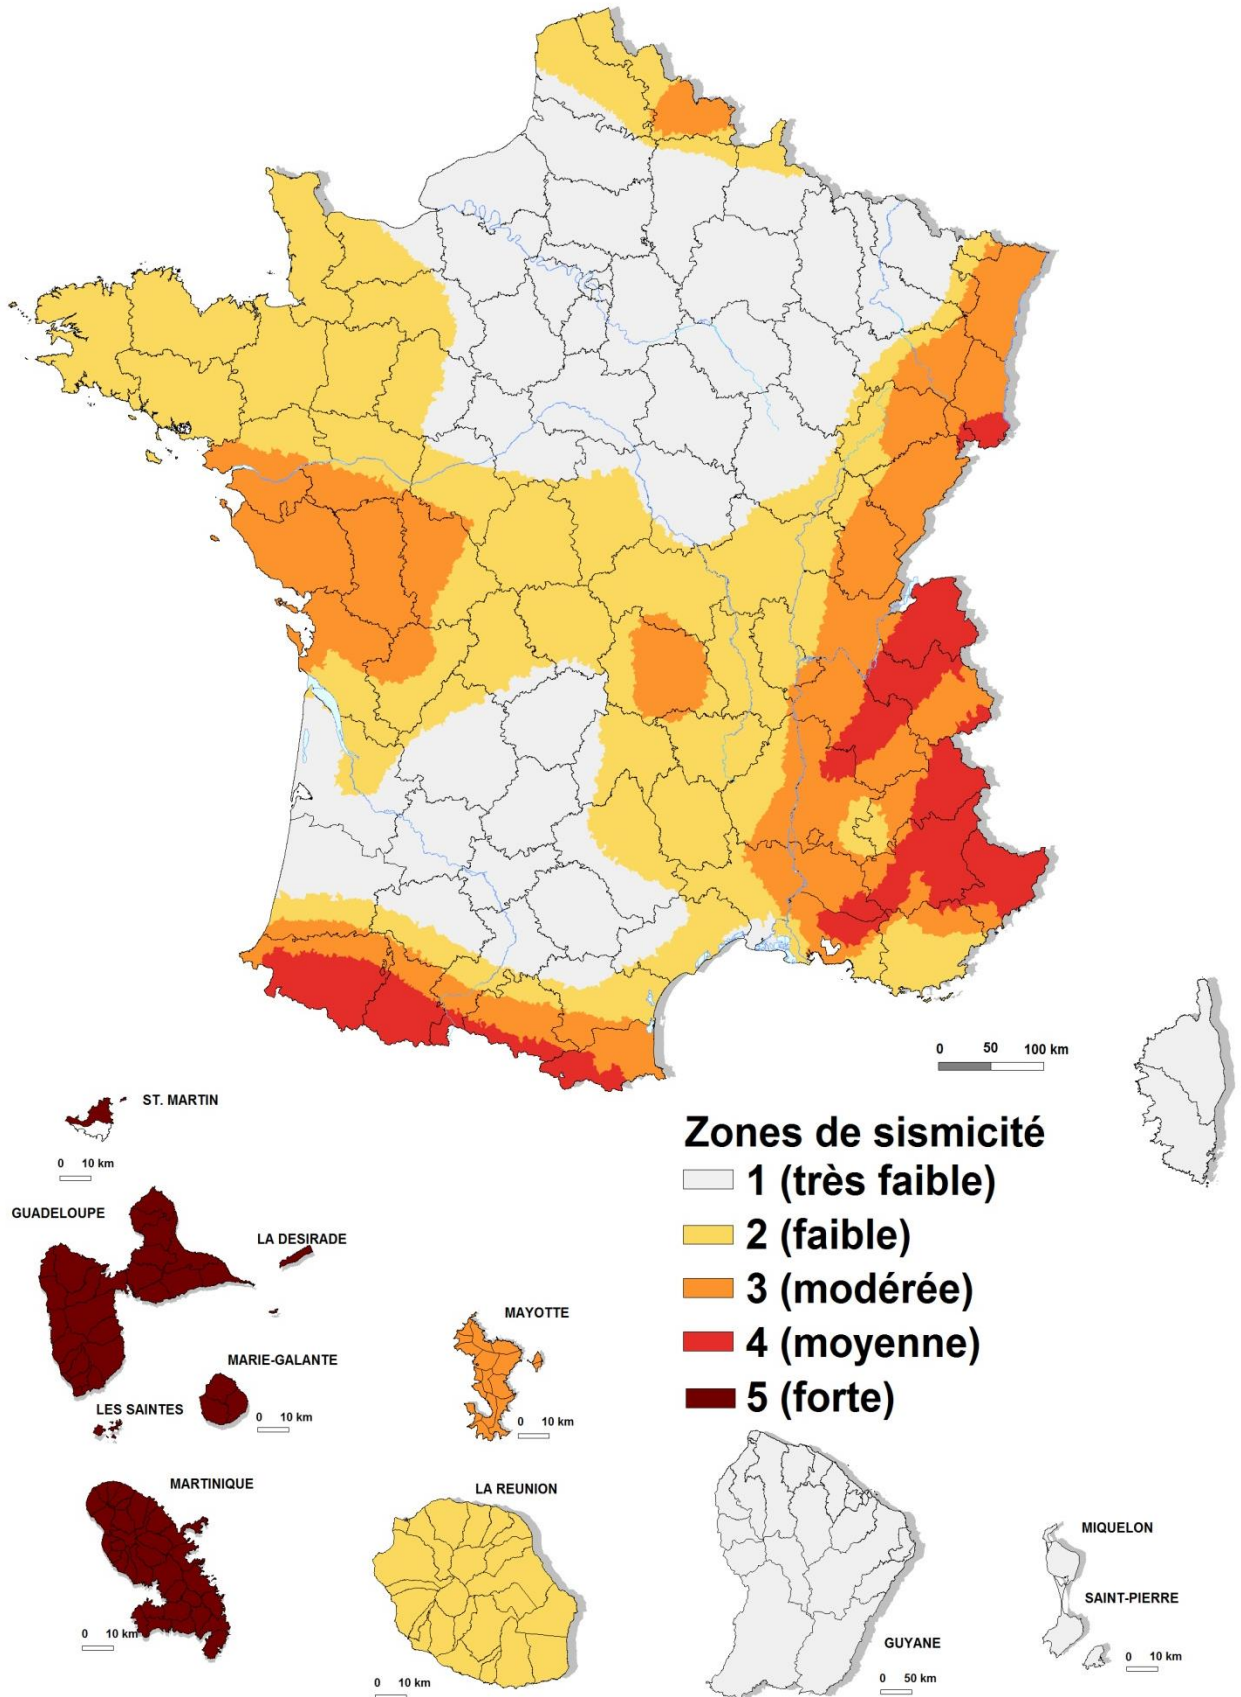 0 50 100 km
ST. MARTIN
0 10 km
Zones de sismicité
1 (très faible)
2 (faible)
3 (modérée)
4 (moyenne)
5 (forte)
GUADELOUPE
LA DESIRADE
MARIE-GALANTE
LES SAINTES
0 10 km
MAYOTTE
0 10 km
MARTINIQUE
0 10 km
LA REUNION
0 10 km
GUYANE
0 50 km
MIQUELON
SAINT-PIERRE
0 10 km